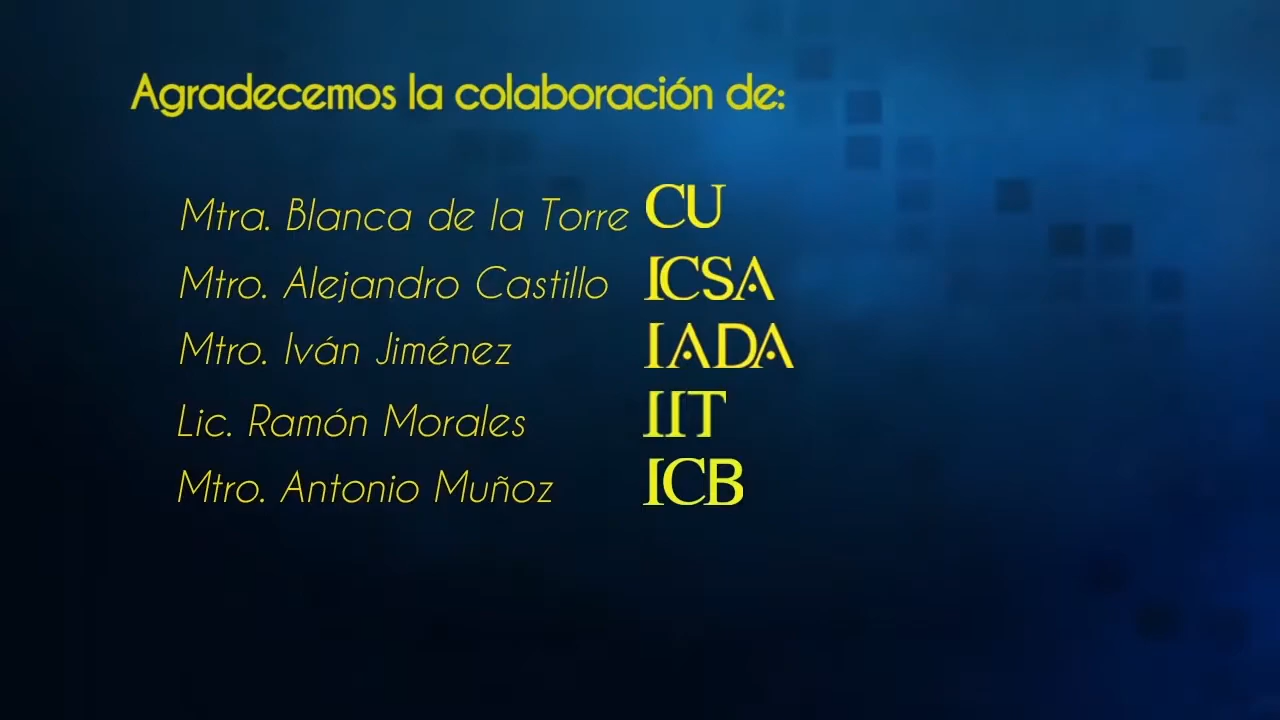 Agradecemos la colaboración de:
Mtra. Blanca de la Torre CU
Mtro. Alejandro Castillo ICSA
Mtro. Iván Jiménez IADA
Lic. Ramón Morales IIT
Mtro. Antonio Muñoz ICB